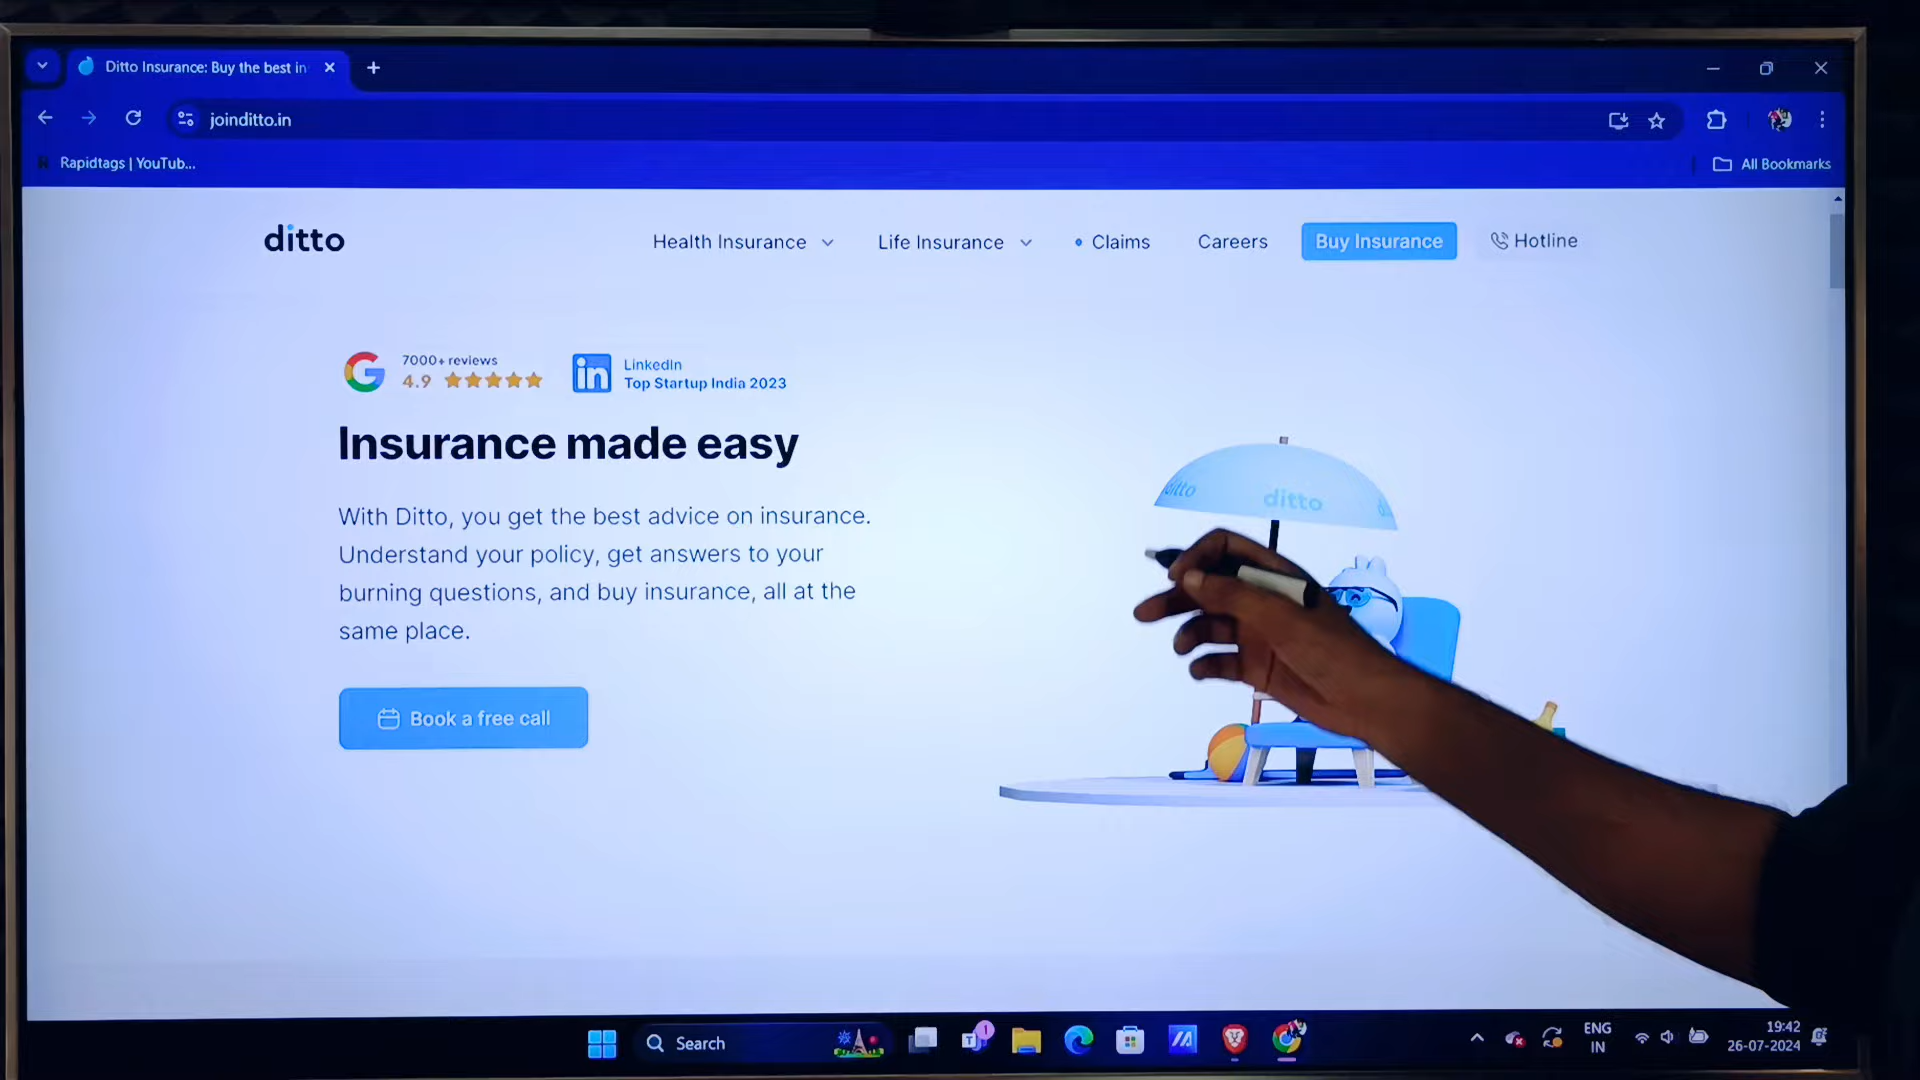 Ditto Insurance: Buy the best in
joinditto.in
Rapidtags | YouTub...
All Bookmarks
ditto
Health Insurance
Life Insurance
Claims
Careers
Buy Insurance
Hotline
7000+ reviews
4.9
LinkedIn
Top Startup India 2023
Insurance made easy
With Ditto, you get the best advice on insurance.
Understand your policy, get answers to your
burning questions, and buy insurance, all at the
same place.
Book a free call
ditto
ditto
Search
1
ENG
IN
19:42
26-07-2024